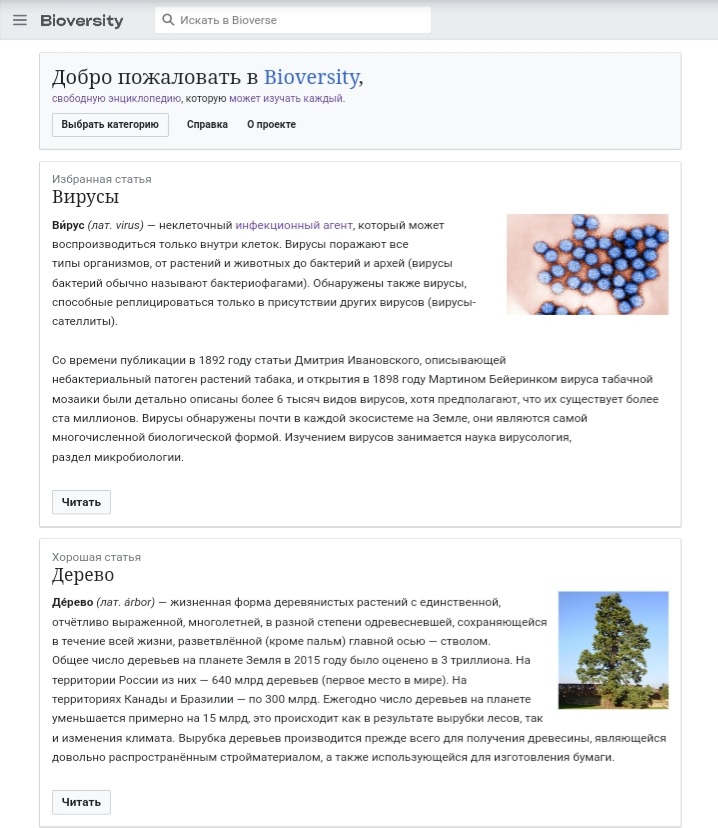 Bioversity
Искать в Bioverse
Добро пожаловать в Bioversity,
свободную энциклопедию, которую может изучать каждый.
Выбрать категорию Справка О проекте
Избранная статья
Вирусы
Ви́рус (лат. virus) — неклеточный инфекционный агент, который может
воспроизводиться только внутри клеток. Вирусы поражают все
типы организмов, от растений и животных до бактерий и архей (вирусы
бактерий обычно называют бактериофагами). Обнаружены также вирусы,
способные реплицироваться только в присутствии других вирусов (вирусы-
сателлиты).
Со времени публикации в 1892 году статьи Дмитрия Ивановского, описывающей
небактериальный патоген растений табака, и открытия в 1898 году Мартином Бейеринком вируса табачной
мозаики были детально описаны более 6 тысяч видов вирусов, хотя предполагают, что их существует более
ста миллионов. Вирусы обнаружены почти в каждой экосистеме на Земле, они являются самой
многочисленной биологической формой. Изучением вирусов занимается наука вирусология,
раздел микробиологии.
Читать
Хорошая статья
Дерево
Де́рево (лат. árbor) — жизненная форма деревянистых растений с единственной,
отчётливо выраженной, многолетней, в разной степени одревесневшей, сохраняющейся
в течение всей жизни, разветвлённой (кроме пальм) главной осью — стволом.
Общее число деревьев на планете Земля в 2015 году было оценено в 3 триллиона. На
территории России из них — 640 млрд деревьев (первое место в мире). На
территориях Канады и Бразилии — по 300 млрд. Ежегодно число деревьев на планете
уменьшается примерно на 15 млрд, это происходит как в результате вырубки лесов, так
и изменения климата. Вырубка деревьев производится прежде всего для получения древесины, являющейся
довольно распространённым стройматериалом, а также использующейся для изготовления бумаги.
Читать